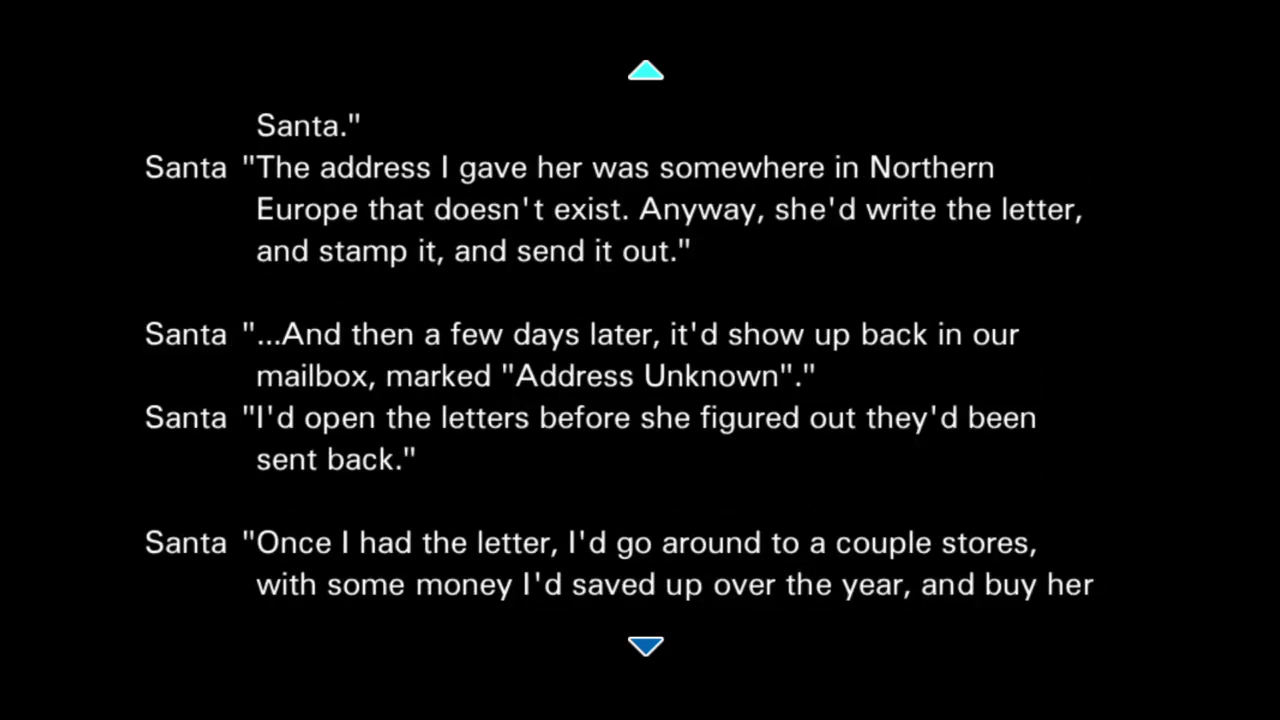 Santa."
Santa "The address I gave her was somewhere in Northern
Europe that doesn't exist. Anyway, she'd write the letter,
and stamp it, and send it out."
Santa "...And then a few days later, it'd show up back in our
mailbox, marked "Address Unknown"."
Santa "I'd open the letters before she figured out they'd been
sent back."
Santa "Once I had the letter, I'd go around to a couple stores,
with some money I'd saved up over the year, and buy her